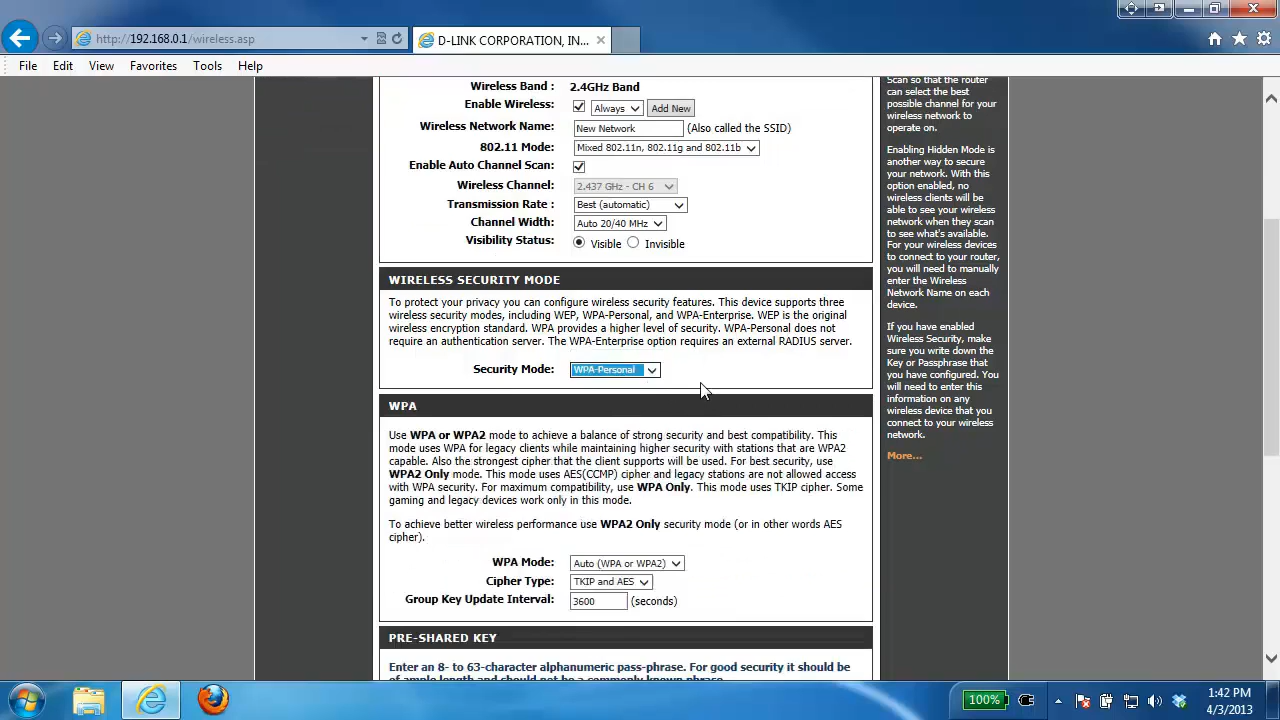 http://192.168.0.1/wireless.asp
D-LINK CORPORATION, IN...
File Edit View Favorites Tools Help
Wireless Band : 2.4GHz Band
Enable Wireless: Always Add New
Wireless Network Name: New Network (Also called the SSID)
802.11 Mode: Mixed 802.11n, 802.11g and 802.11b
Enable Auto Channel Scan:
Wireless Channel: 2.437 GHz - CH 6
Transmission Rate : Best (automatic)
Channel Width: Auto 20/40 MHz
Visibility Status: Visible Invisible
WIRELESS SECURITY MODE
To protect your privacy you can configure wireless security features. This device supports three
wireless security modes, including WEP, WPA-Personal, and WPA-Enterprise. WEP is the original
wireless encryption standard. WPA provides a higher level of security. WPA-Personal does not
require an authentication server. The WPA-Enterprise option requires an external RADIUS server.
Security Mode: WPA-Personal
WPA
Use WPA or WPA2 mode to achieve a balance of strong security and best compatibility. This
mode uses WPA for legacy clients while maintaining higher security with stations that are WPA2
capable. Also the strongest cipher that the client supports will be used. For best security, use
WPA2 Only mode. This mode uses AES(CCMP) cipher and legacy stations are not allowed access
with WPA security. For maximum compatibility, use WPA Only. This mode uses TKIP cipher. Some
gaming and legacy devices work only in this mode.
To achieve better wireless performance use WPA2 Only security mode (or in other words AES
cipher).
WPA Mode: Auto (WPA or WPA2)
Cipher Type: TKIP and AES
Group Key Update Interval: 3600 (seconds)
PRE-SHARED KEY
Enter an 8- to 63-character alphanumeric pass-phrase. For good security it should be
of ample length and should not be a commonly known phrase.
Scan so that the router
can select the best
possible channel for your
wireless network to
operate on.
Enabling Hidden Mode is
another way to secure
your network. With this
option enabled, no
wireless clients will be
able to see your wireless
network when they scan
to see what's available.
For your wireless devices
to connect to your router,
you will need to manually
enter the Wireless
Network Name on each
device.
If you have enabled
Wireless Security, make
sure you write down the
Key or Passphrase that
you have configured. You
will need to enter this
information on any
wireless device that you
connect to your wireless
network.
More...
100%
1:42 PM
4/3/2013